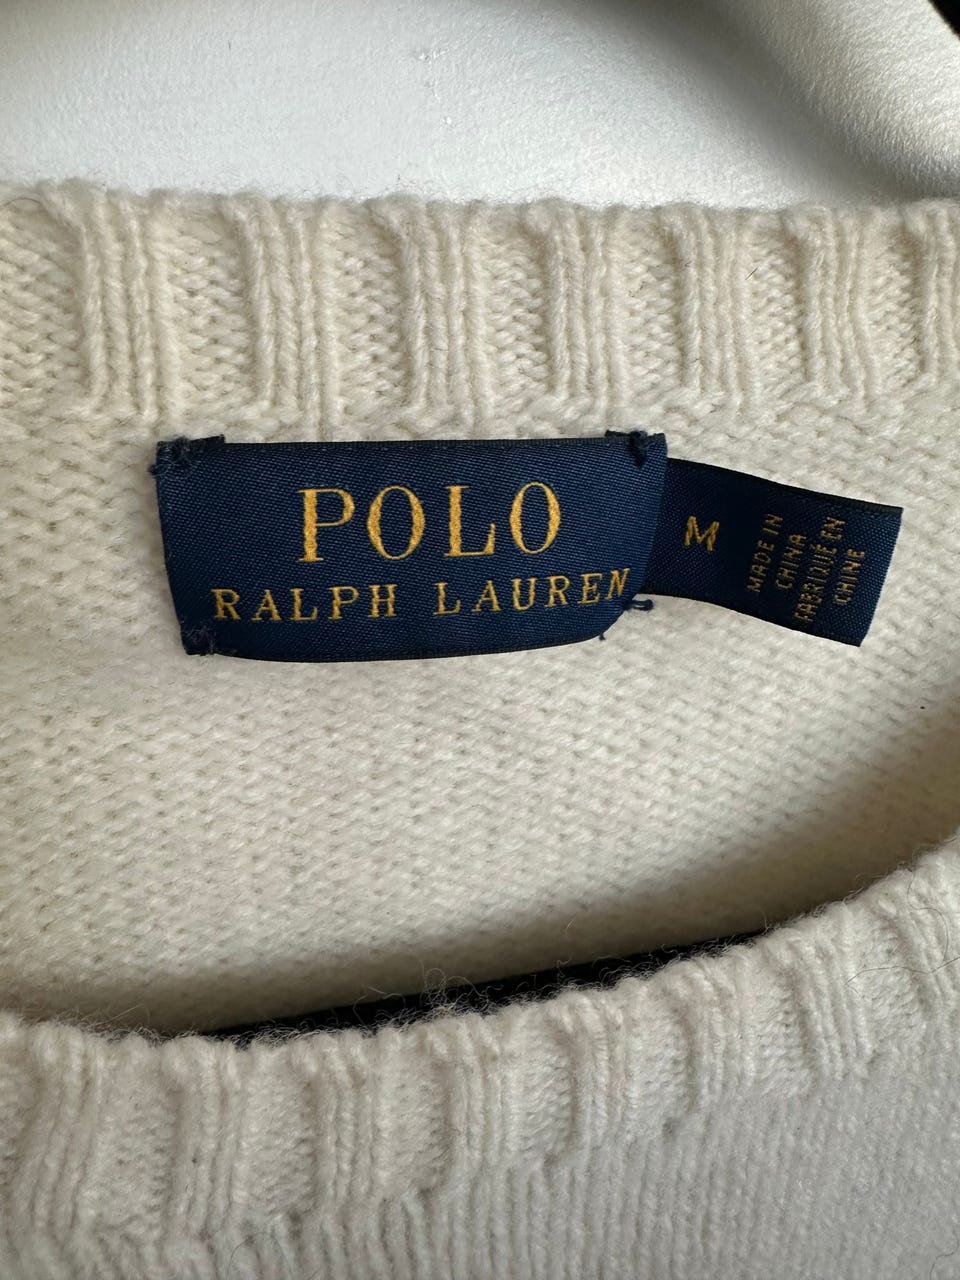 POLO
RALPH LAUREN
M
MADE IN
CHINA
FABRIQUÉ EN
CHINE